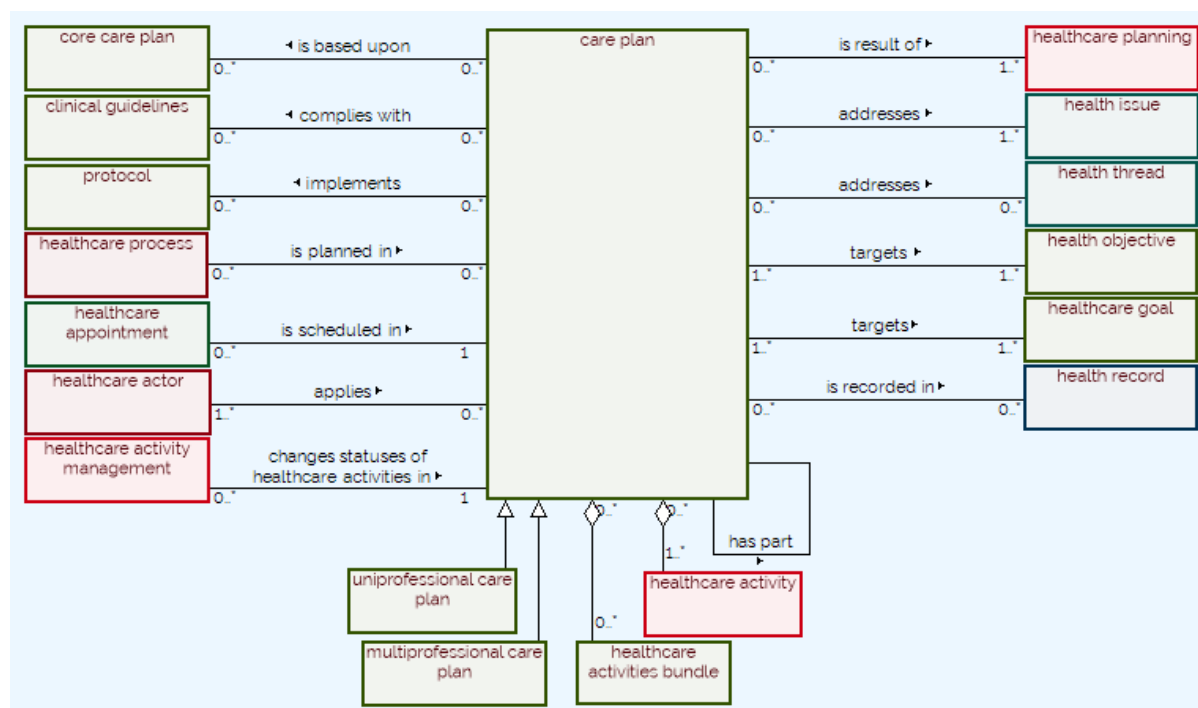 core care plan
◂ is based upon
0..*
0..*
care plan
is result of ▸
0..*
1..*
healthcare planning
clinical guidelines
◂ complies with
0..*
0..*
addresses ▸
0..*
1..*
health issue
protocol
◂ implements
0..*
0..*
addresses ▸
0..*
0..*
health thread
healthcare process
is planned in ▸
0..*
0..*
targets ▸
1..*
1..*
health objective
healthcare
appointment
is scheduled in ▸
0..*
1
targets ▸
1..*
1..*
healthcare goal
healthcare actor
applies ▸
1..*
0..*
is recorded in ▸
0..*
0..*
health record
healthcare activity
management
changes statuses of
healthcare activities in ▸
0..*
1
0..*
0..*
has part
▸
1..*
uniprofessional care
plan
healthcare activity
0..*
multiprofessional care
plan
healthcare
activities bundle